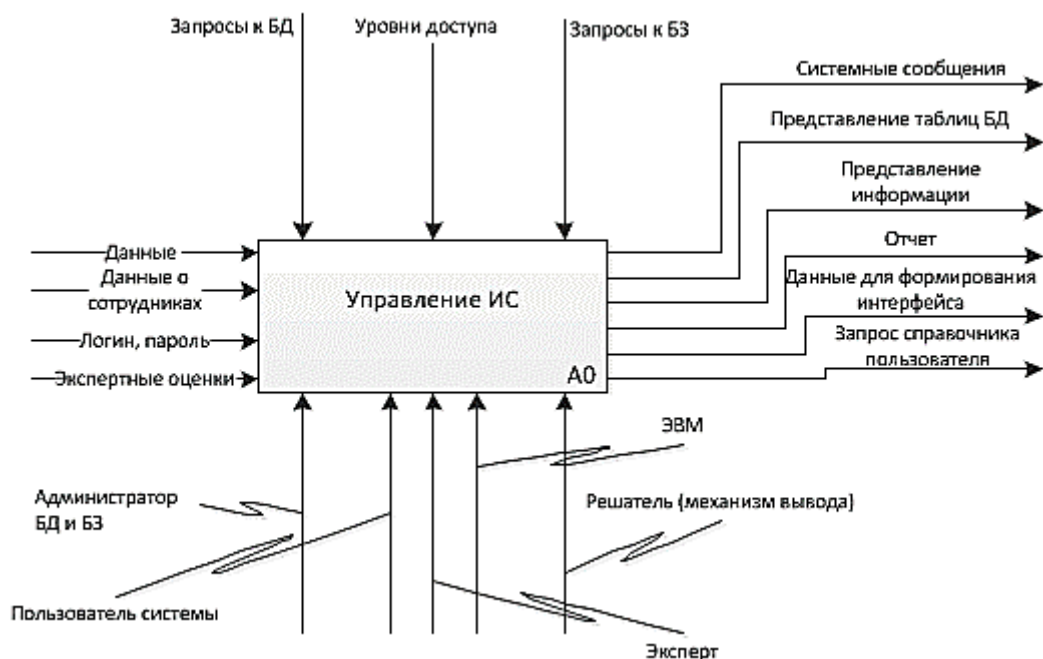 Запросы к БД
Уровни доступа
Запросы к БЗ
Системные сообщения
Представление таблиц БД
Представление
информации
Отчет
Данные для формирования
интерфейса
Запрос справочника
пользователя
Данные
Данные о
сотрудниках
Логин, пароль
Экспертные оценки
Управление ИС
A0
ЭВМ
Администратор
БД и БЗ
Решатель (механизм вывода)
Пользователь системы
Эксперт